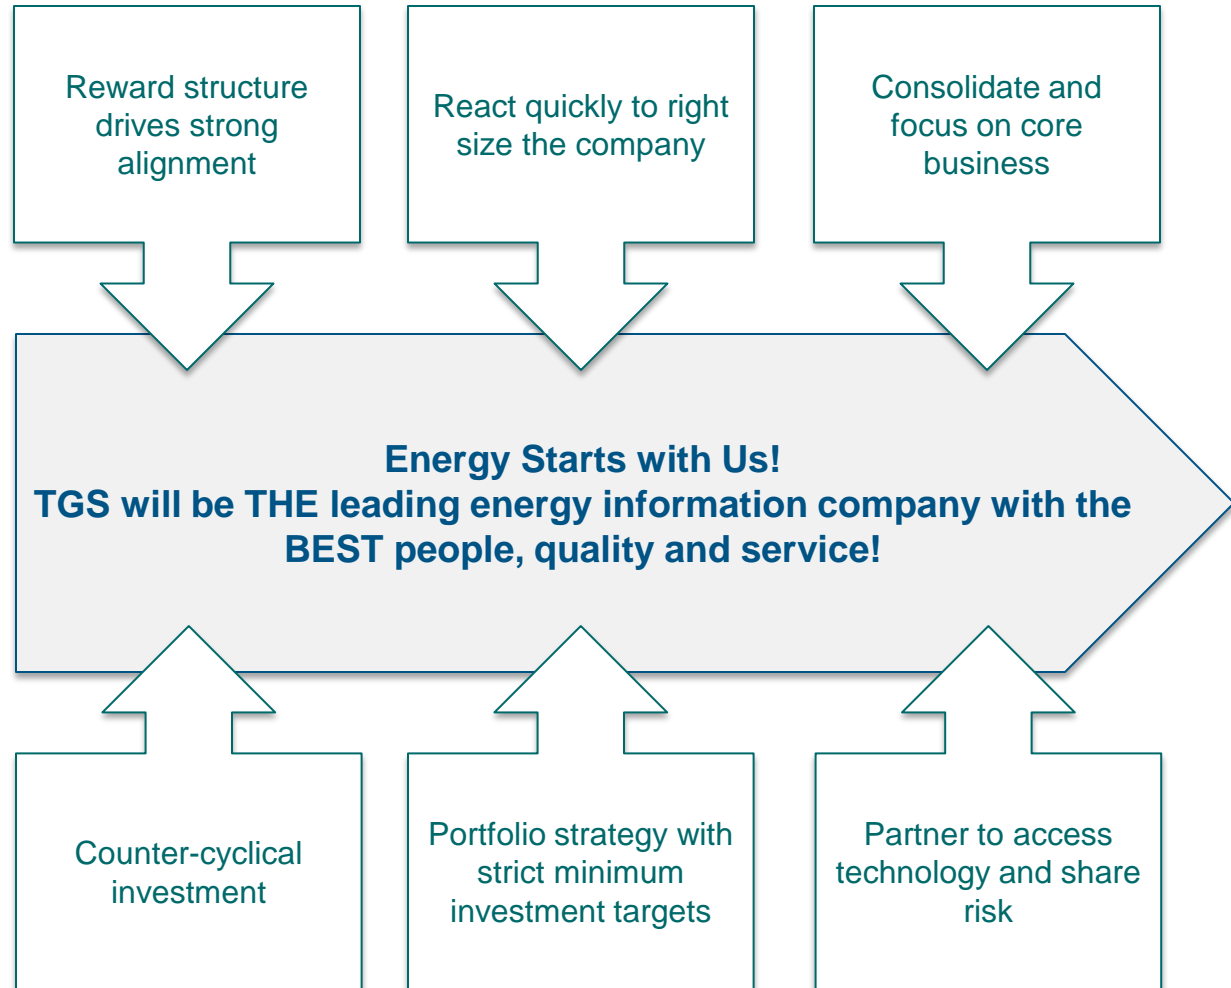 Reward structure
drives strong
alignment
React quickly to right
size the company
Consolidate and
focus on core
business
Energy Starts with Us!
TGS will be THE leading energy information company with the
BEST people, quality and service!
Counter-cyclical
investment
Portfolio strategy with
strict minimum
investment targets
Partner to access
technology and share
risk